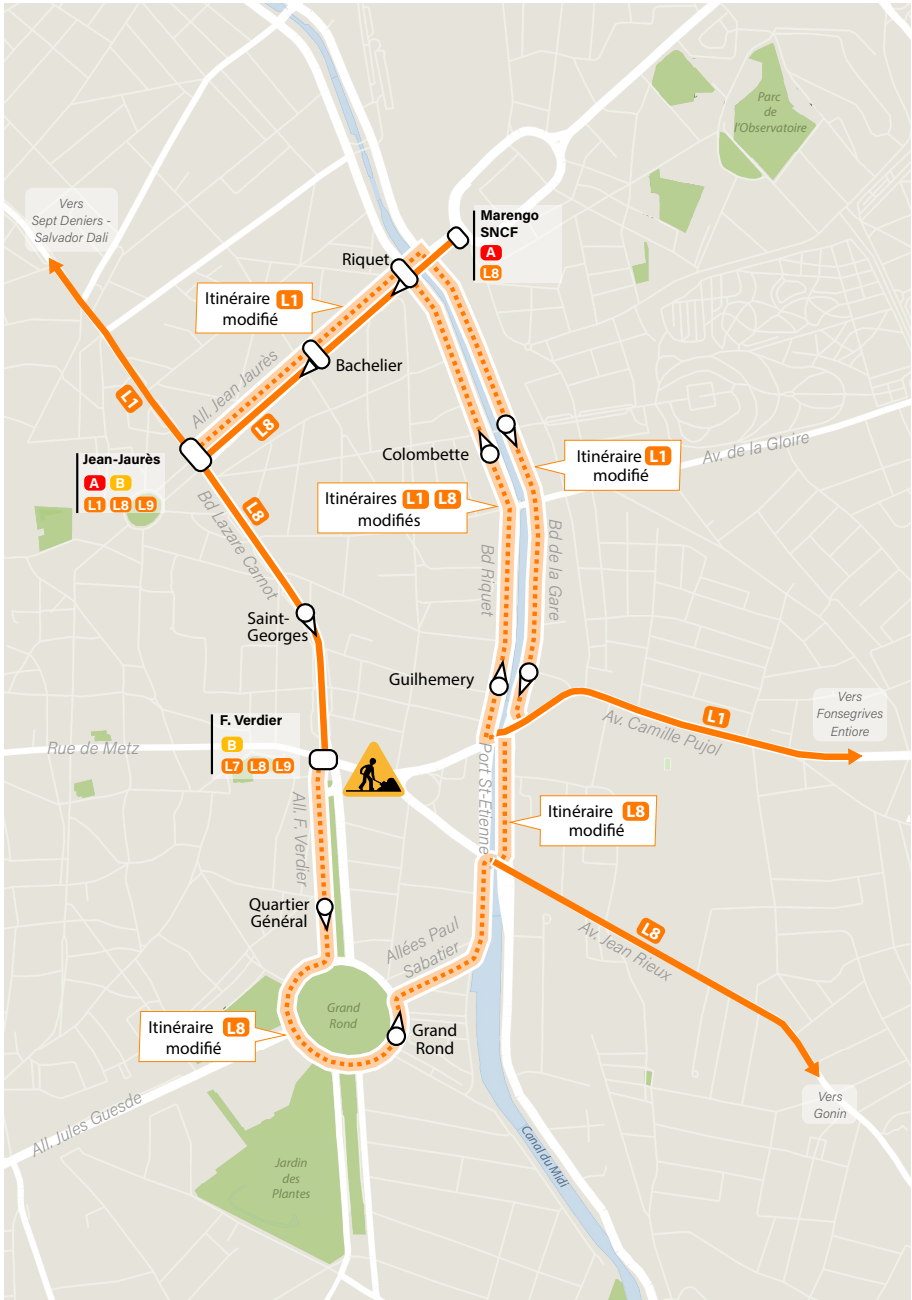 Parc
de
l'Observatoire
Vers
Sept Deniers -
Salvador Dali
Marengo
SNCF
A
L8
Riquet
Itinéraire L1
modifié
Bachelier
All. Jean Jaurès
L1
L8
Colombette
Itinéraire L1
modifié
Av. de la Gloire
Jean-Jaurès
A B
L1 L8 L9
L8
Bd Lazare Carnot
Itinéraires L1 L8
modifiés
Bd Riquet
Bd de la Gare
Saint-
Georges
Guilhemery
F. Verdier
B
L7 L8 L9
Rue de Metz
L1
Av. Camille Pujol
Vers
Fonsegrives
Entiore
Port St-Etienne
All. F. Verdier
Itinéraire L8
modifié
Quartier
Général
Allées Paul
Sabatier
L8
Av. Jean Rieux
Grand
Rond
Itinéraire L8
modifié
Grand
Rond
Vers
Gonin
All. Jules Guesde
Canal du Midi
Jardin
des
Plantes